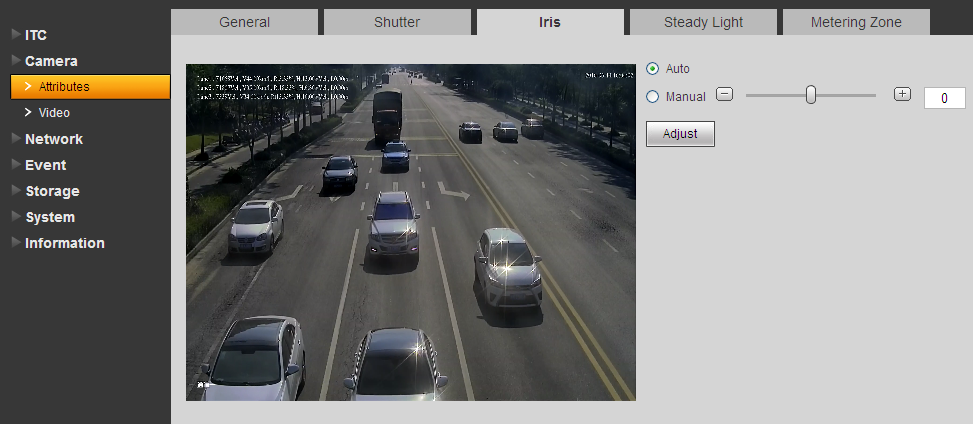 General
Shutter
Iris
Steady Light
Metering Zone
ITC
Camera
Attributes
Video
Network
Event
Storage
System
Information
Auto
Manual
0
Adjust